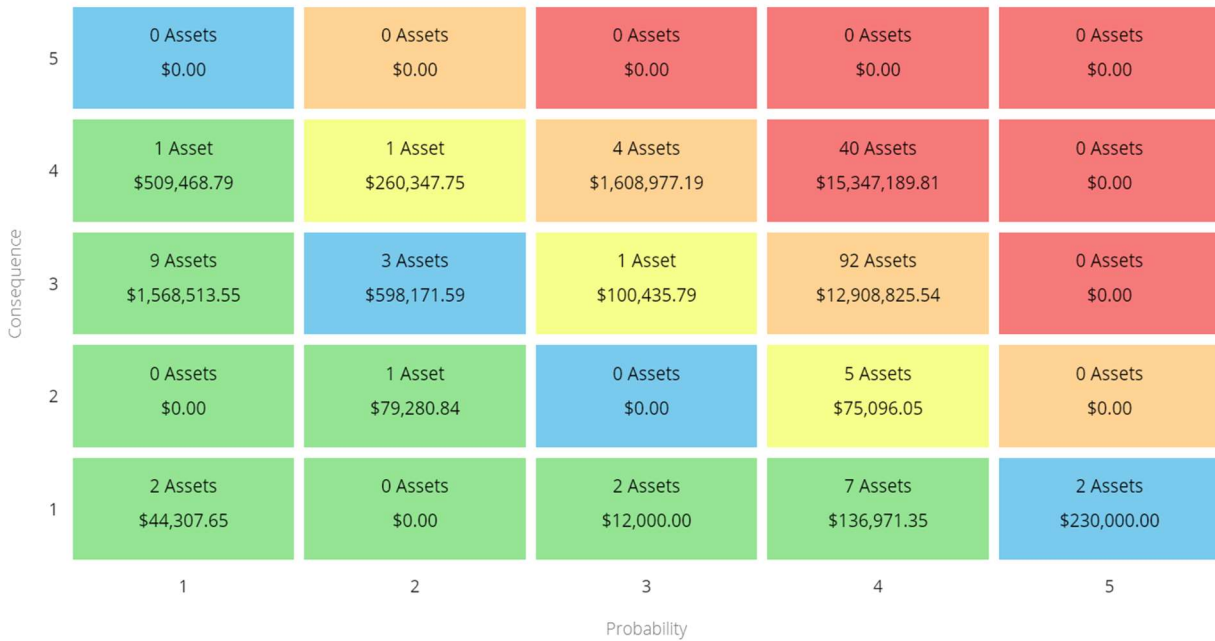 0 Assets
$0.00
0 Assets
$0.00
0 Assets
$0.00
0 Assets
$0.00
0 Assets
$0.00
5
1 Asset
$509,468.79
1 Asset
$260,347.75
4 Assets
$1,608,977.19
40 Assets
$15,347,189.81
0 Assets
$0.00
4
Consequence
9 Assets
$1,568,513.55
3 Assets
$598,171.59
1 Asset
$100,435.79
92 Assets
$12,908,825.54
0 Assets
$0.00
3
0 Assets
$0.00
1 Asset
$79,280.84
0 Assets
$0.00
5 Assets
$75,096.05
0 Assets
$0.00
2
2 Assets
$44,307.65
0 Assets
$0.00
2 Assets
$12,000.00
7 Assets
$136,971.35
2 Assets
$230,000.00
1
1 2 3 4 5
Probability